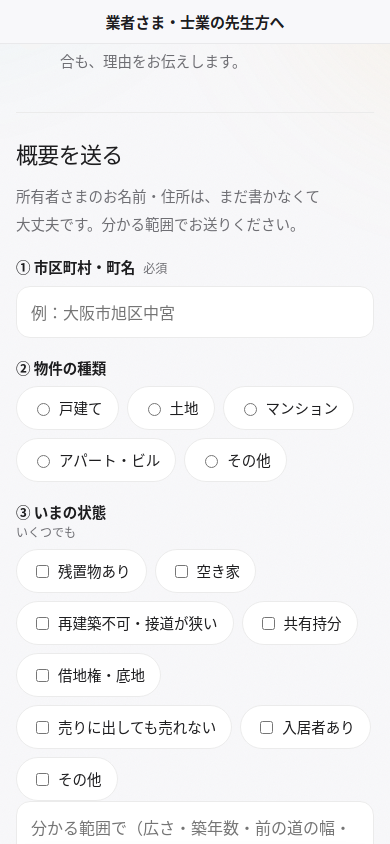 業者さま・士業の先生方へ
合も、理由をお伝えします。
概要を送る
所有者さまのお名前・住所は、まだ書かなくて
大丈夫です。分かる範囲でお送りください。
① 市区町村・町名 必須
例：大阪市旭区中宮
② 物件の種類
戸建て 土地 マンション
アパート・ビル その他
③ いまの状態
いくつでも
残置物あり 空き家
再建築不可・接道が狭い 共有持分
借地権・底地
売りに出しても売れない 入居者あり
その他
分かる範囲で（広さ・築年数・前の道の幅・